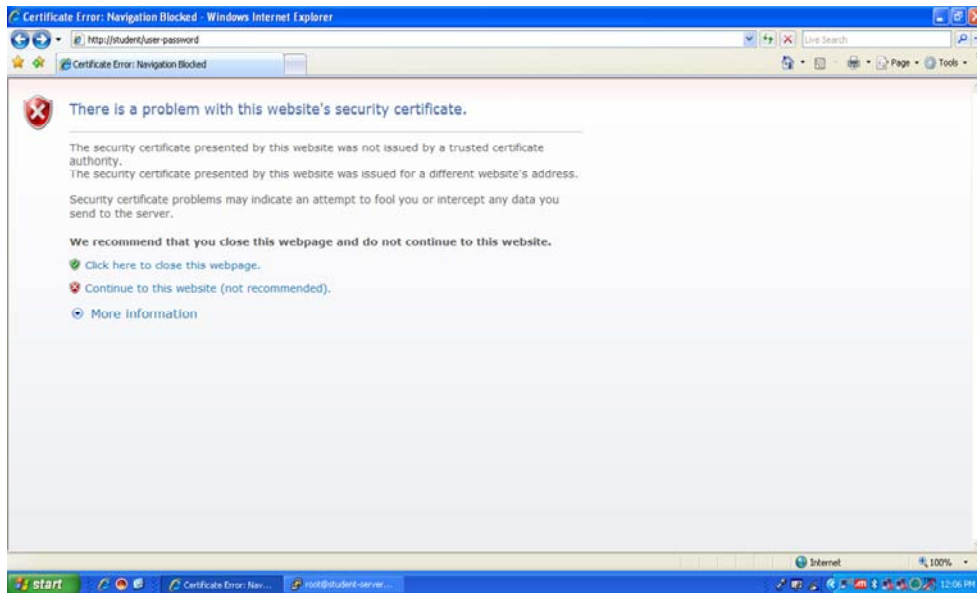 Certificate Error: Navigation Blocked - Windows Internet Explorer
http://student/user-password
Live Search
Certificate Error: Navigation Blocked
Page
Tools
There is a problem with this website's security certificate.
The security certificate presented by this website was not issued by a trusted certificate
authority.
The security certificate presented by this website was issued for a different website's address.
Security certificate problems may indicate an attempt to fool you or intercept any data you
send to the server.
We recommend that you close this webpage and do not continue to this website.
Click here to close this webpage.
Continue to this website (not recommended).
More information
Internet
100%
start
Certificate Error: Nav...
root@student-server...
12:06 PM